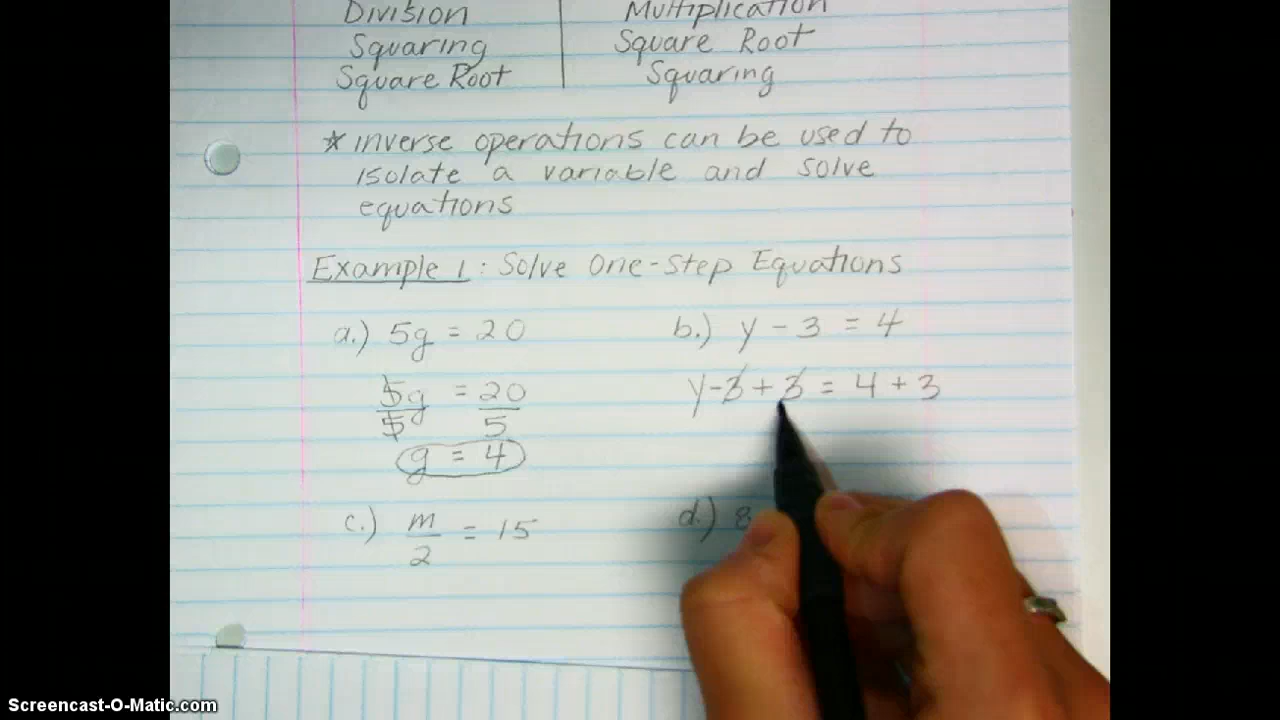 Division Multiplication
Squaring Square Root
Square Root Squaring
* inverse operations can be used to
isolate a variable and solve
equations
Example 1: Solve One-Step Equations
a.) 5g = 20 b.) y - 3 = 4
5g = 20 y - 3 + 3 = 4 + 3
5 5
g = 4
c.) m = 15 d.) 8
2
Screencast-O-Matic.com